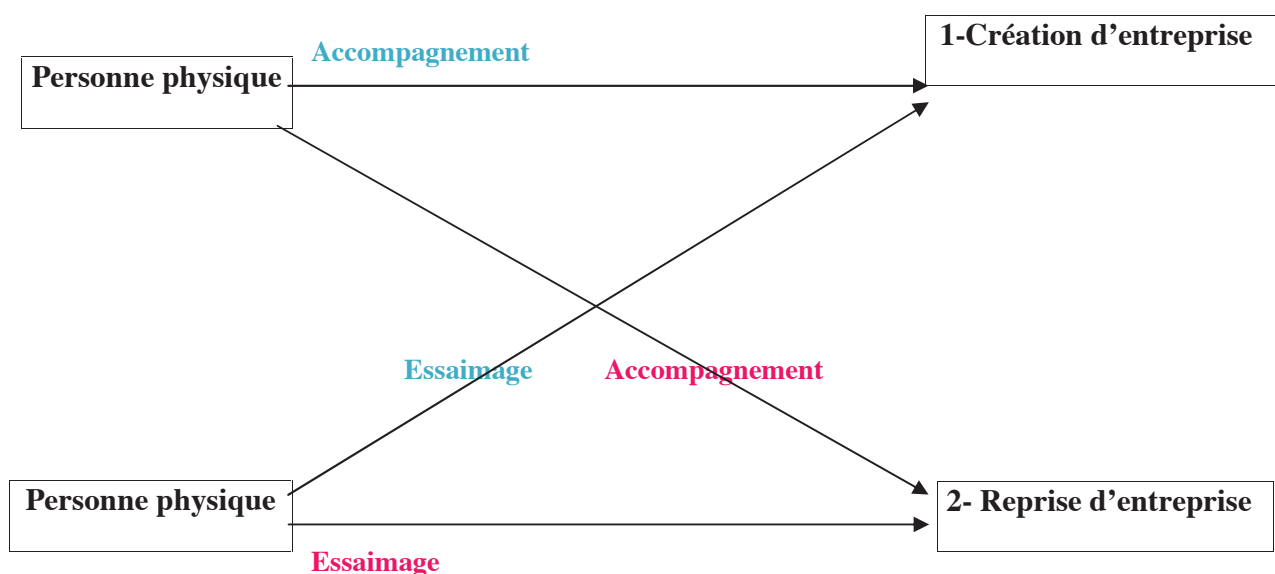 1-Création d’entreprise
Accompagnement
Personne physique
Essaimage
Accompagnement
Personne physique
2- Reprise d’entreprise
Essaimage